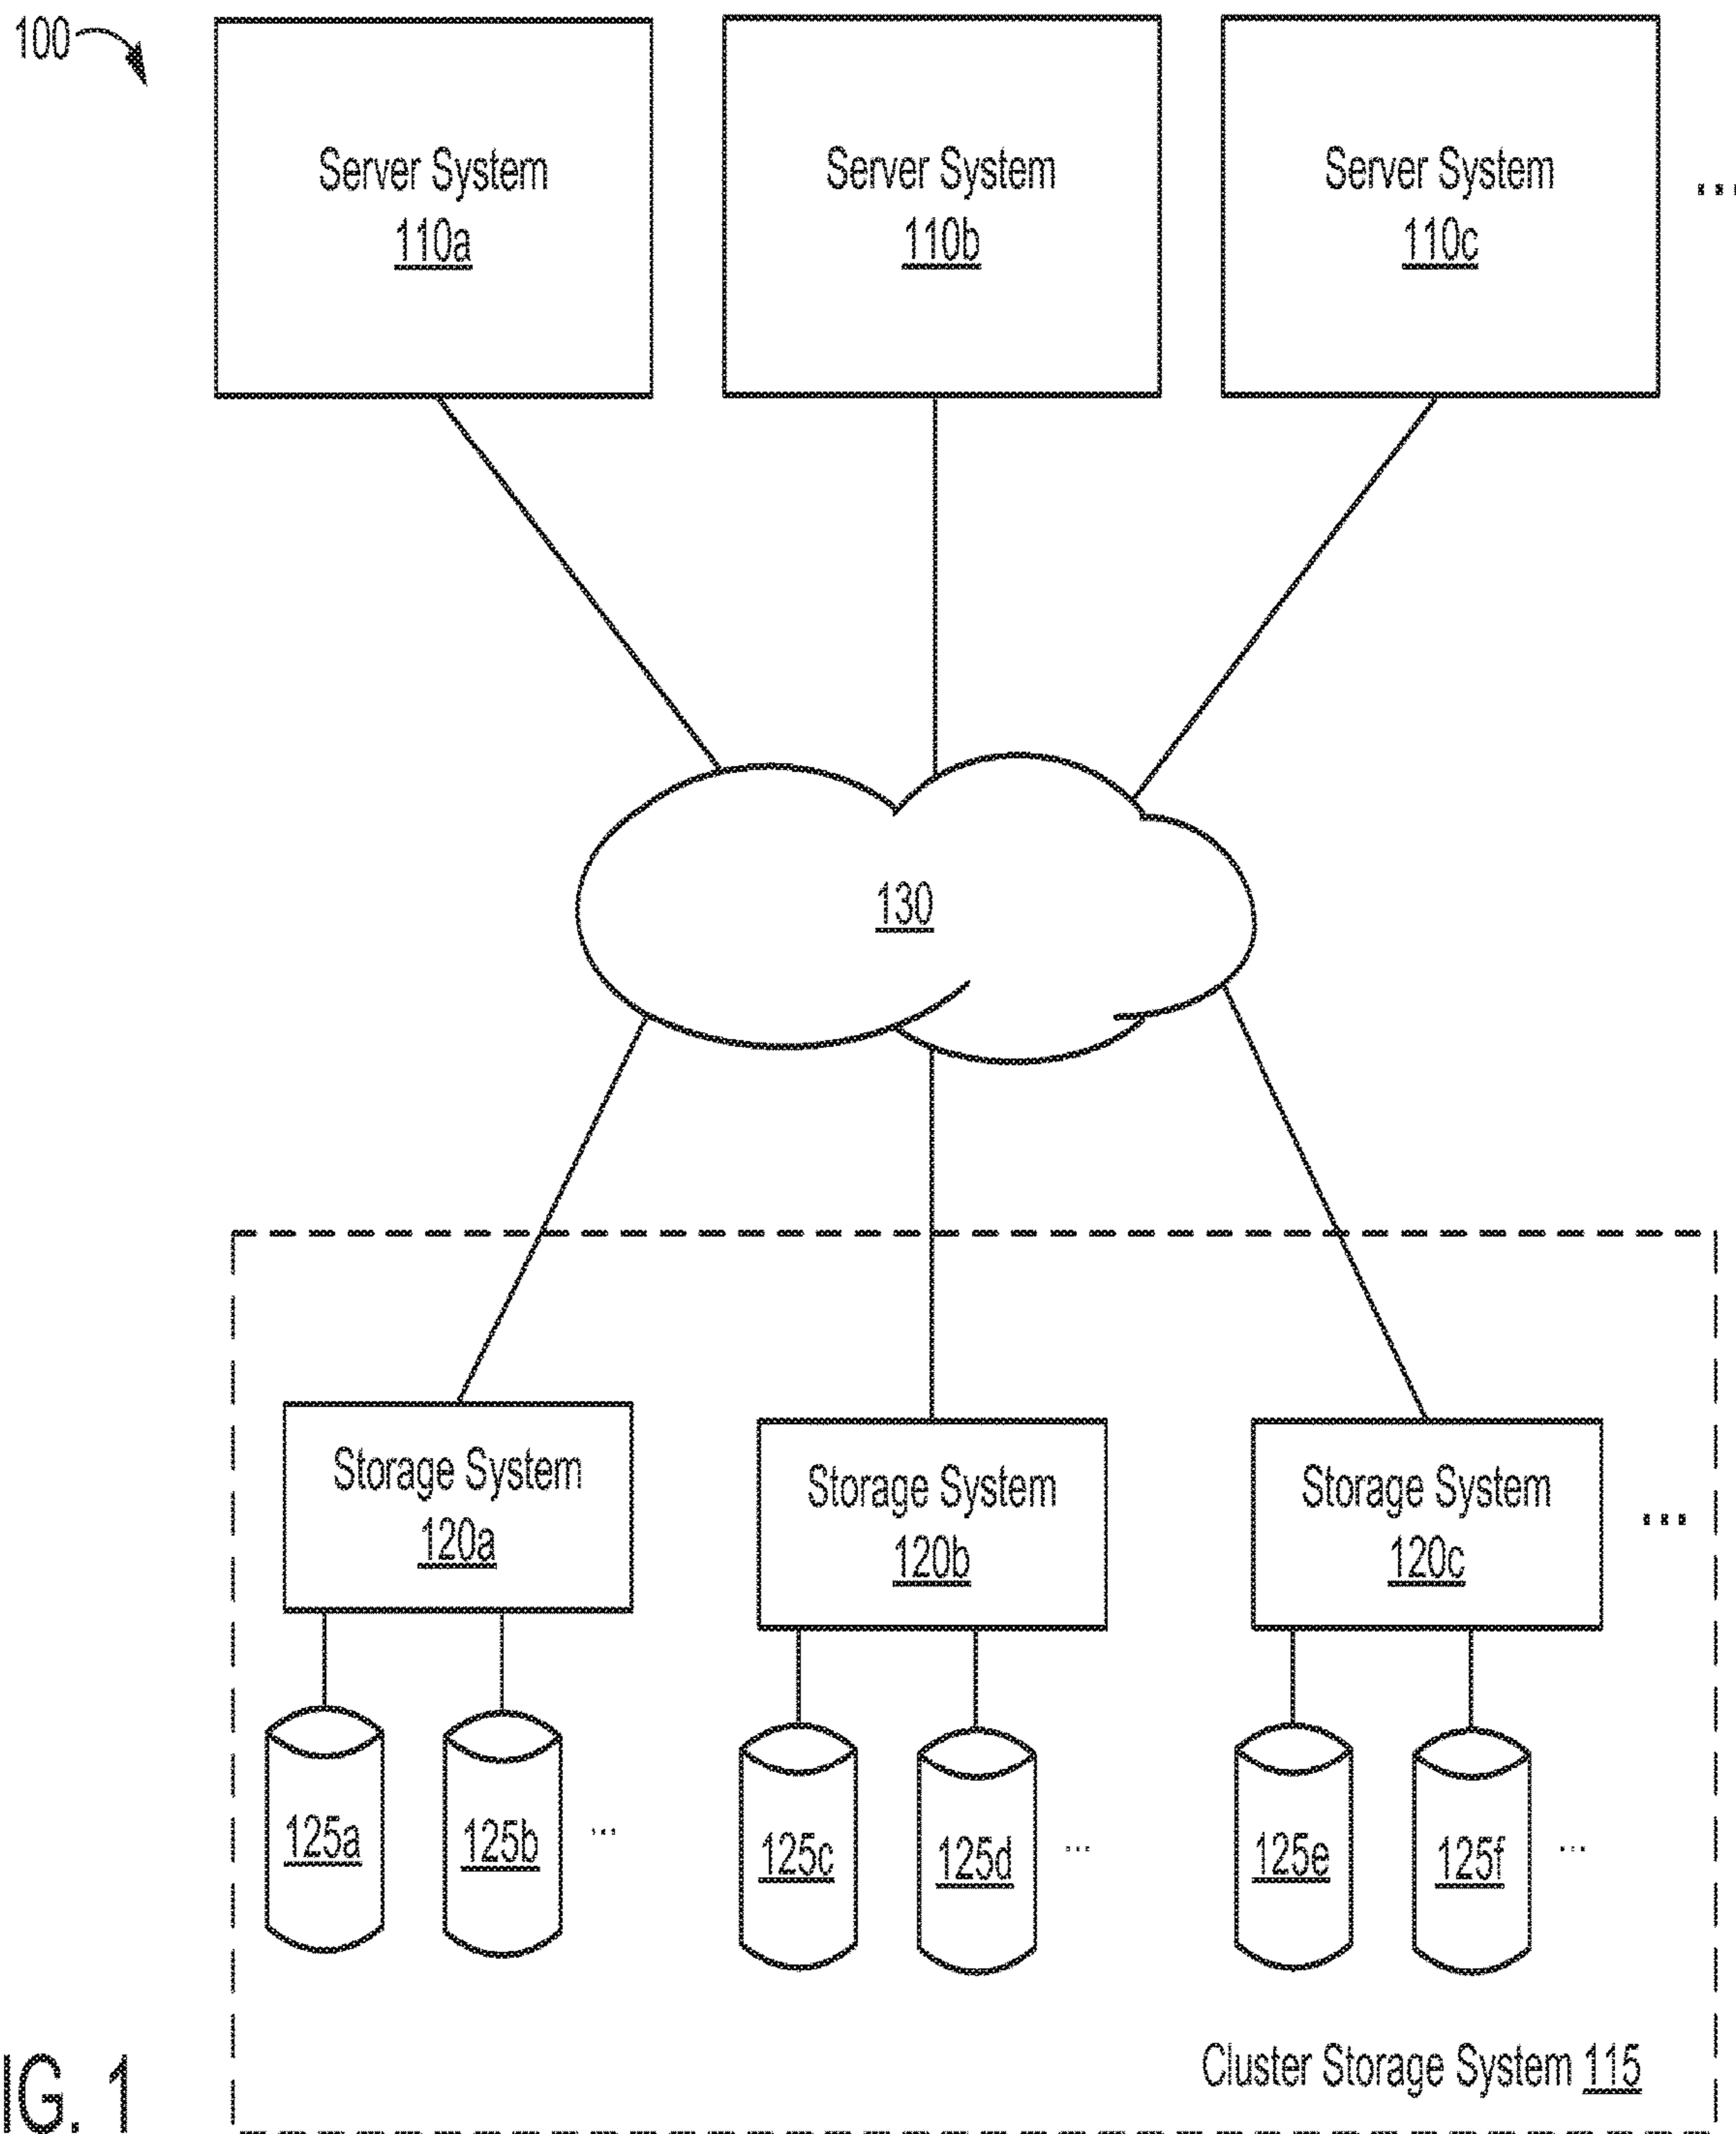 100
Server System
110a
Server System
110b
Server System
110c
...
130
Storage System
120a
Storage System
120b
Storage System
120c
...
125a
125b
...
125c
125d
...
125e
125f
...
Cluster Storage System 115
IG. 1